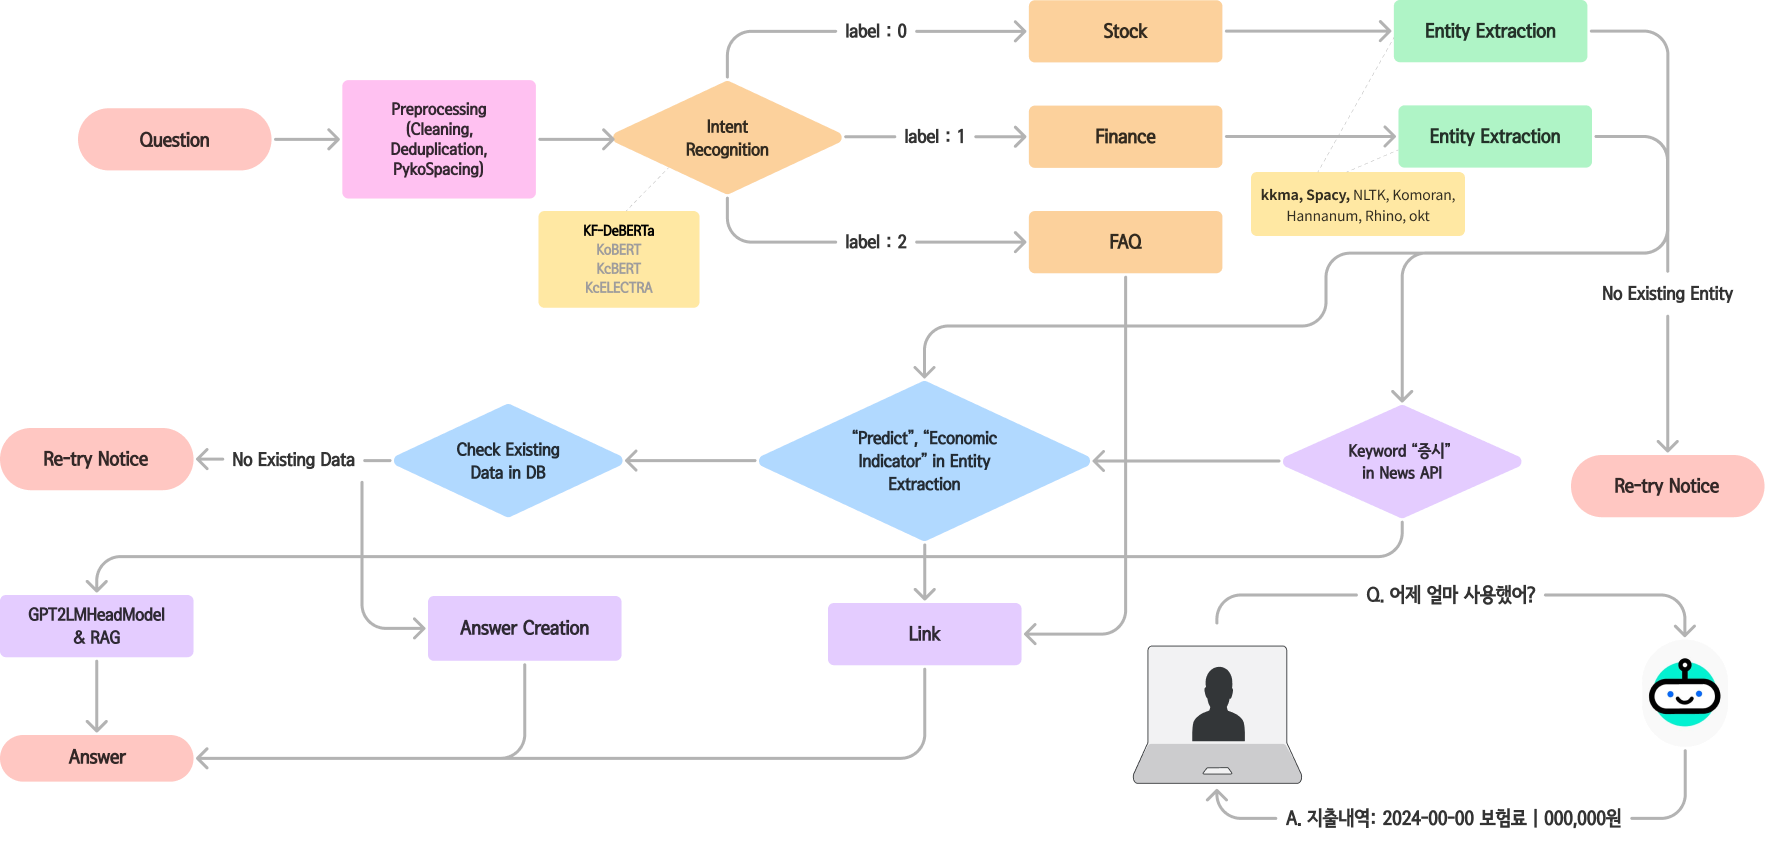 Question
Preprocessing
(Cleaning,
Deduplication,
PykoSpacing)
Intent
Recognition
KF-DeBERTa
KoBERT
KcBERT
KcELECTRA
label : 0
label : 1
label : 2
Stock
Finance
FAQ
Entity Extraction
Entity Extraction
kkma, Spacy, NLTK, Komoran,
Hannanum, Rhino, okt
No Existing Entity
Re-try Notice
Keyword “증시”
in News API
“Predict”, “Economic
Indicator” in Entity
Extraction
Check Existing
Data in DB
No Existing Data
Re-try Notice
GPT2LMHeadModel
& RAG
Answer Creation
Link
Answer
Q. 어제 얼마 사용했어?
A. 지출내역: 2024-00-00 보험료 | 000,000원